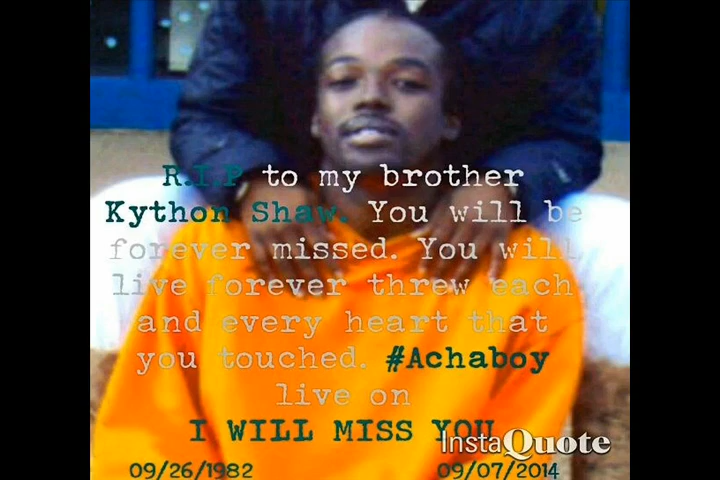 R.I.P to my brother
Kython Shaw. You will be
forever missed. You will
live forever threw each
and every heart that
you touched. #Achaboy
live on
I WILL MISS YOU
InstaQuote
09/26/1982 09/07/2014